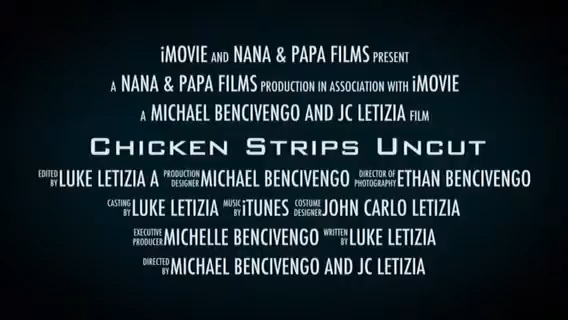 iMOVIE AND NANA & PAPA FILMS PRESENT
A NANA & PAPA FILMS PRODUCTION IN ASSOCIATION WITH iMOVIE
A MICHAEL BENCIVENGO AND JC LETIZIA FILM
CHICKEN STRIPS UNCUT
EDITED BY LUKE LETIZIA A PRODUCTION DESIGNER MICHAEL BENCIVENGO DIRECTOR OF PHOTOGRAPHY ETHAN BENCIVENGO
CASTING BY LUKE LETIZIA MUSIC BY iTUNES COSTUME DESIGNER JOHN CARLO LETIZIA
EXECUTIVE PRODUCER MICHELLE BENCIVENGO WRITTEN BY LUKE LETIZIA
DIRECTED BY MICHAEL BENCIVENGO AND JC LETIZIA